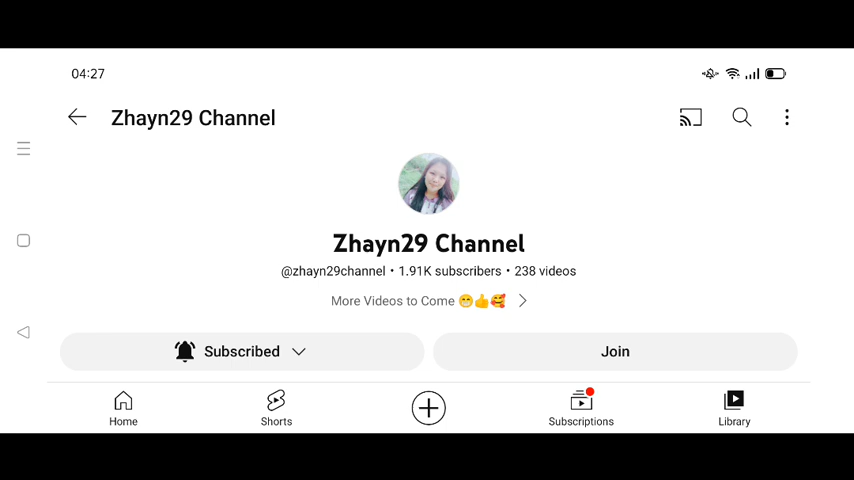 04:27
Zhayn29 Channel
Zhayn29 Channel
@zhayn29channel • 1.91K subscribers • 238 videos
More Videos to Come 😁👍🥰
Subscribed
Join
Home
Shorts
Subscriptions
Library